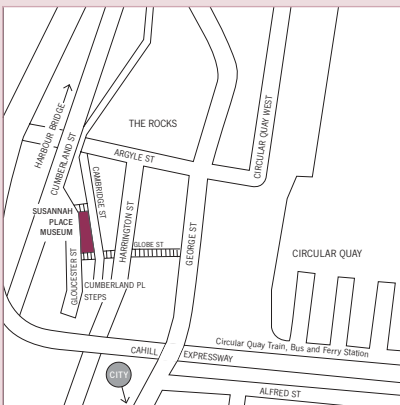 THE ROCKS
HARBOUR BRIDGE
CUMBERLAND ST
CIRCULAR QUAY WEST
ARGYLE ST
CAMBRIDGE ST
HARRINGTON ST
SUSANNAH
PLACE
MUSEUM
GEORGE ST
GLOBE ST
GLOUCESTER ST
CIRCULAR QUAY
CUMBERLAND PL
STEPS
Circular Quay Train, Bus and Ferry Station
CAHILL EXPRESSWAY
CITY
ALFRED ST